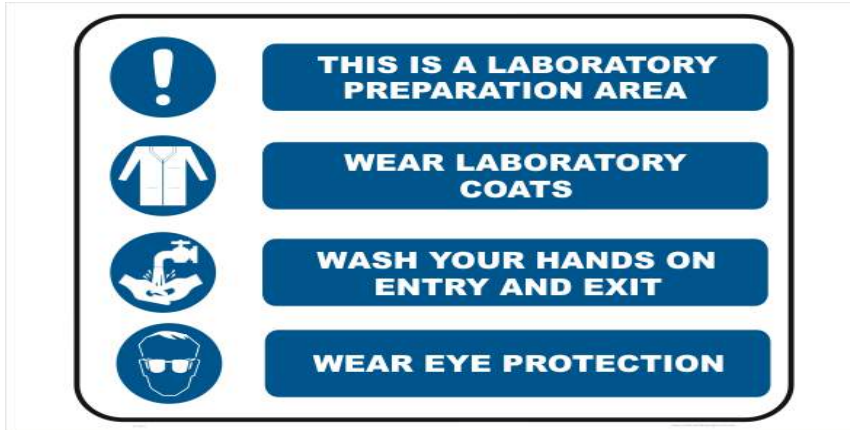 THIS IS A LABORATORY
PREPARATION AREA
WEAR LABORATORY
COATS
WASH YOUR HANDS ON
ENTRY AND EXIT
WEAR EYE PROTECTION